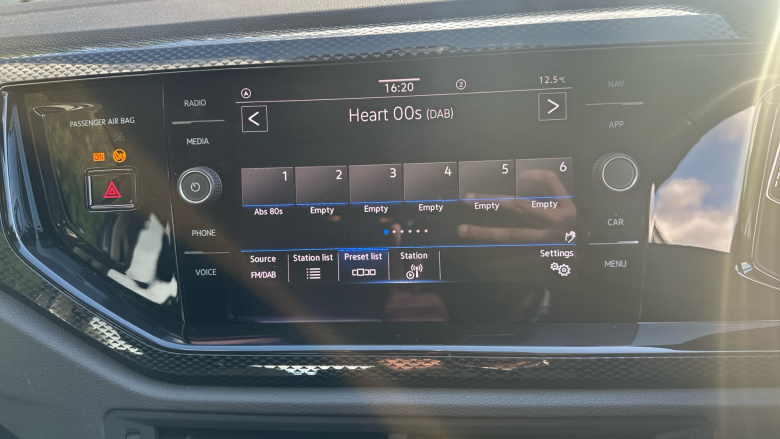 PASSENGER AIR BAG
ON
RADIO
MEDIA
PHONE
VOICE
16:20
2
12.5°C
<
Heart 00s (DAB)
>
1 2 3 4 5 6
Abs 80s Empty Empty Empty Empty Empty
Source Station list Preset list Station Settings
FM/DAB
NAV
APP
CAR
MENU